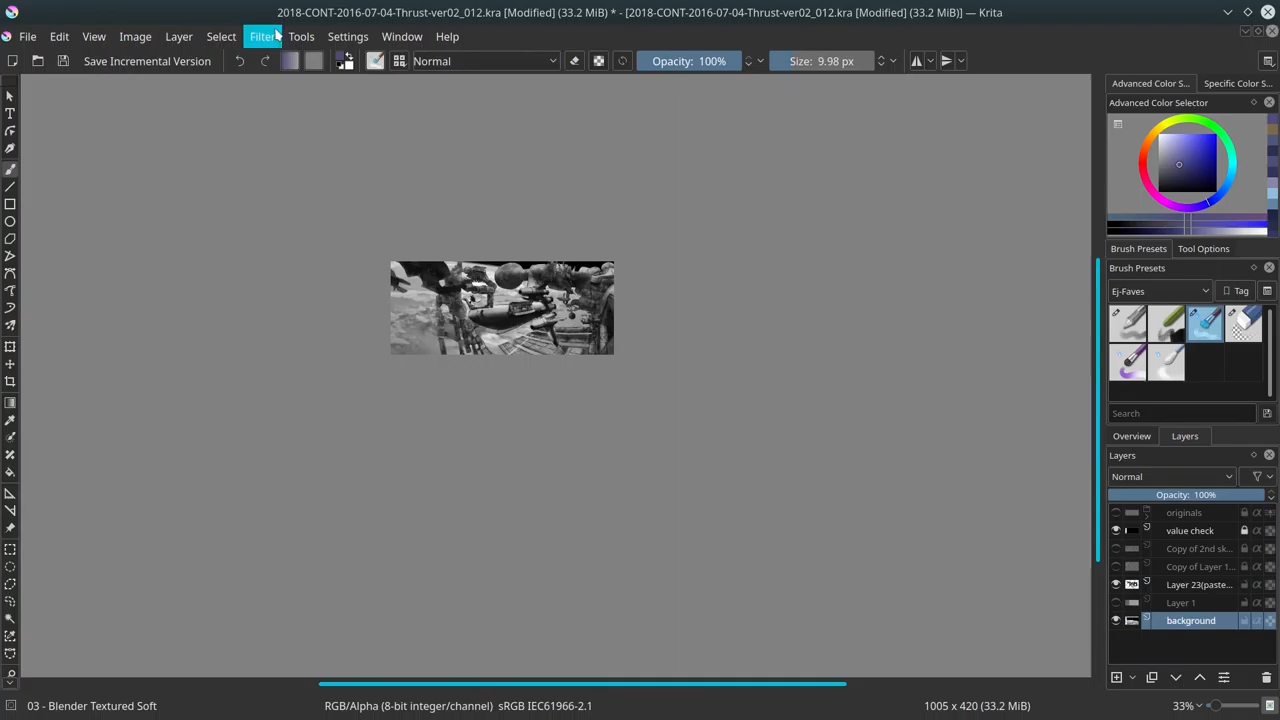 2018-CONT-2016-07-04-Thrust-ver02_012.kra [Modified] (33.2 MiB) * - [2018-CONT-2016-07-04-Thrust-ver02_012.kra [Modified] (33.2 MiB)] — Krita
File Edit View Image Layer Select Filter Tools Settings Window Help
Save Incremental Version Normal Opacity: 100% Size: 9.98 px
Advanced Color S... Specific Color S...
Advanced Color Selector
Brush Presets Tool Options
Brush Presets
Ej-Faves Tag
Search
Overview Layers
Layers
Normal
Opacity: 100%
originals
value check
Copy of 2nd sk...
Copy of Layer 1...
Layer 23(paste...
Layer 1
background
03 - Blender Textured Soft RGB/Alpha (8-bit integer/channel) sRGB IEC61966-2.1 1005 x 420 (33.2 MiB) 33%